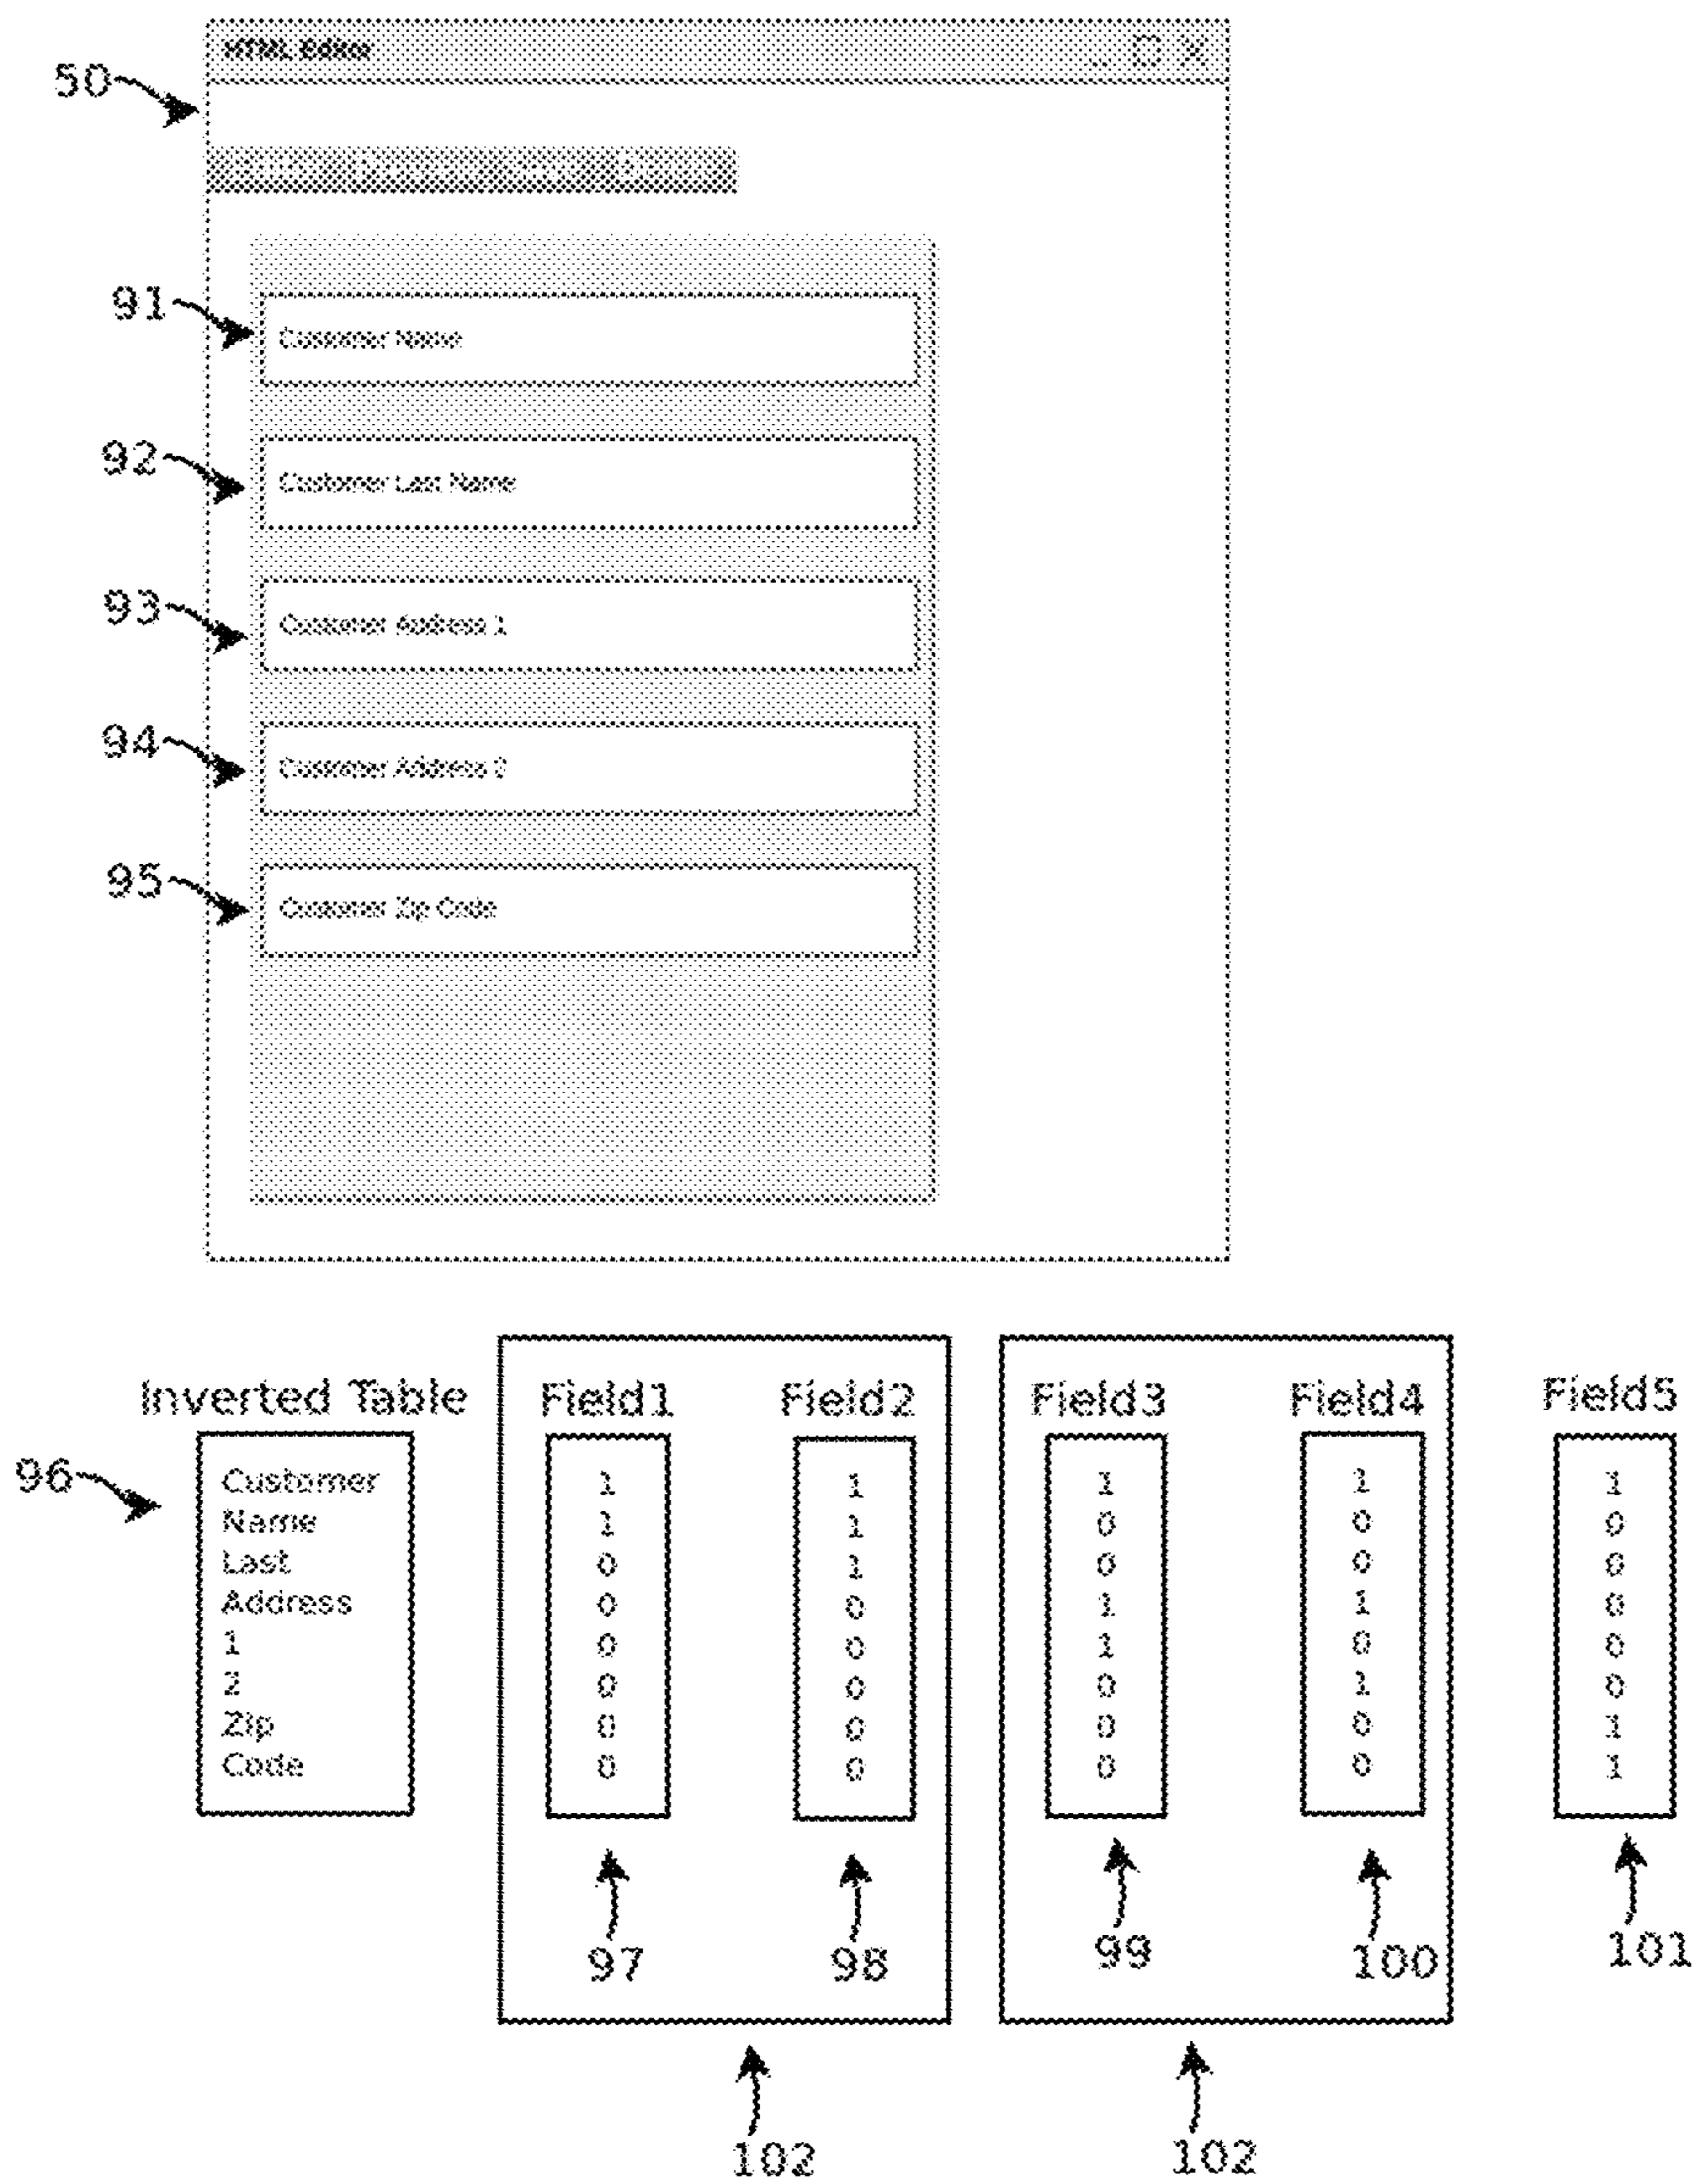 HTML Editor
50
91
Customer Name
92
Customer Last Name
93
Customer Address 1
94
Customer Address 2
95
Customer Zip Code
Inverted Table Field1 Field2 Field3 Field4 Field5
96
Customer 1 1 1 1 1
Name 1 1 0 0 0
Last 0 1 0 0 0
Address 0 0 1 1 0
1 0 0 1 0 0
2 0 0 0 1 0
Zip 0 0 0 0 1
Code 0 0 0 0 1
97 98 99 100 101
102 102